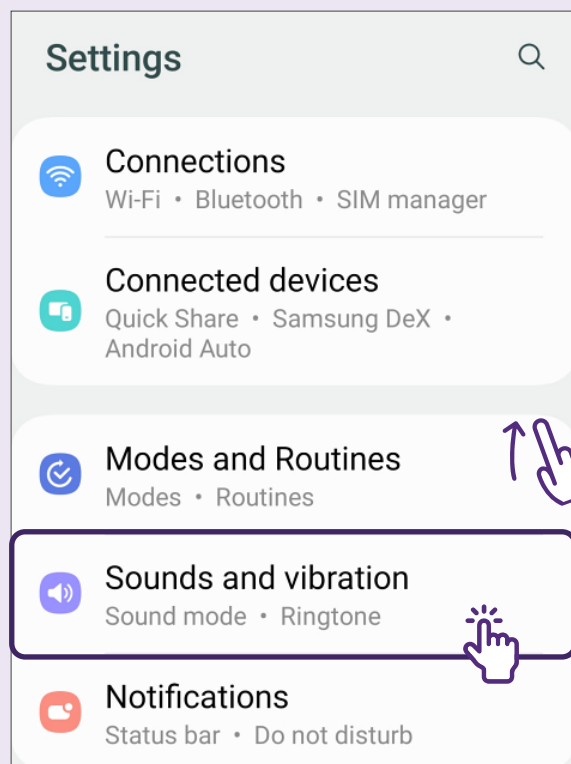 Settings
Connections
Wi-Fi • Bluetooth • SIM manager
Connected devices
Quick Share • Samsung DeX •
Android Auto
Modes and Routines
Modes • Routines
Sounds and vibration
Sound mode • Ringtone
Notifications
Status bar • Do not disturb